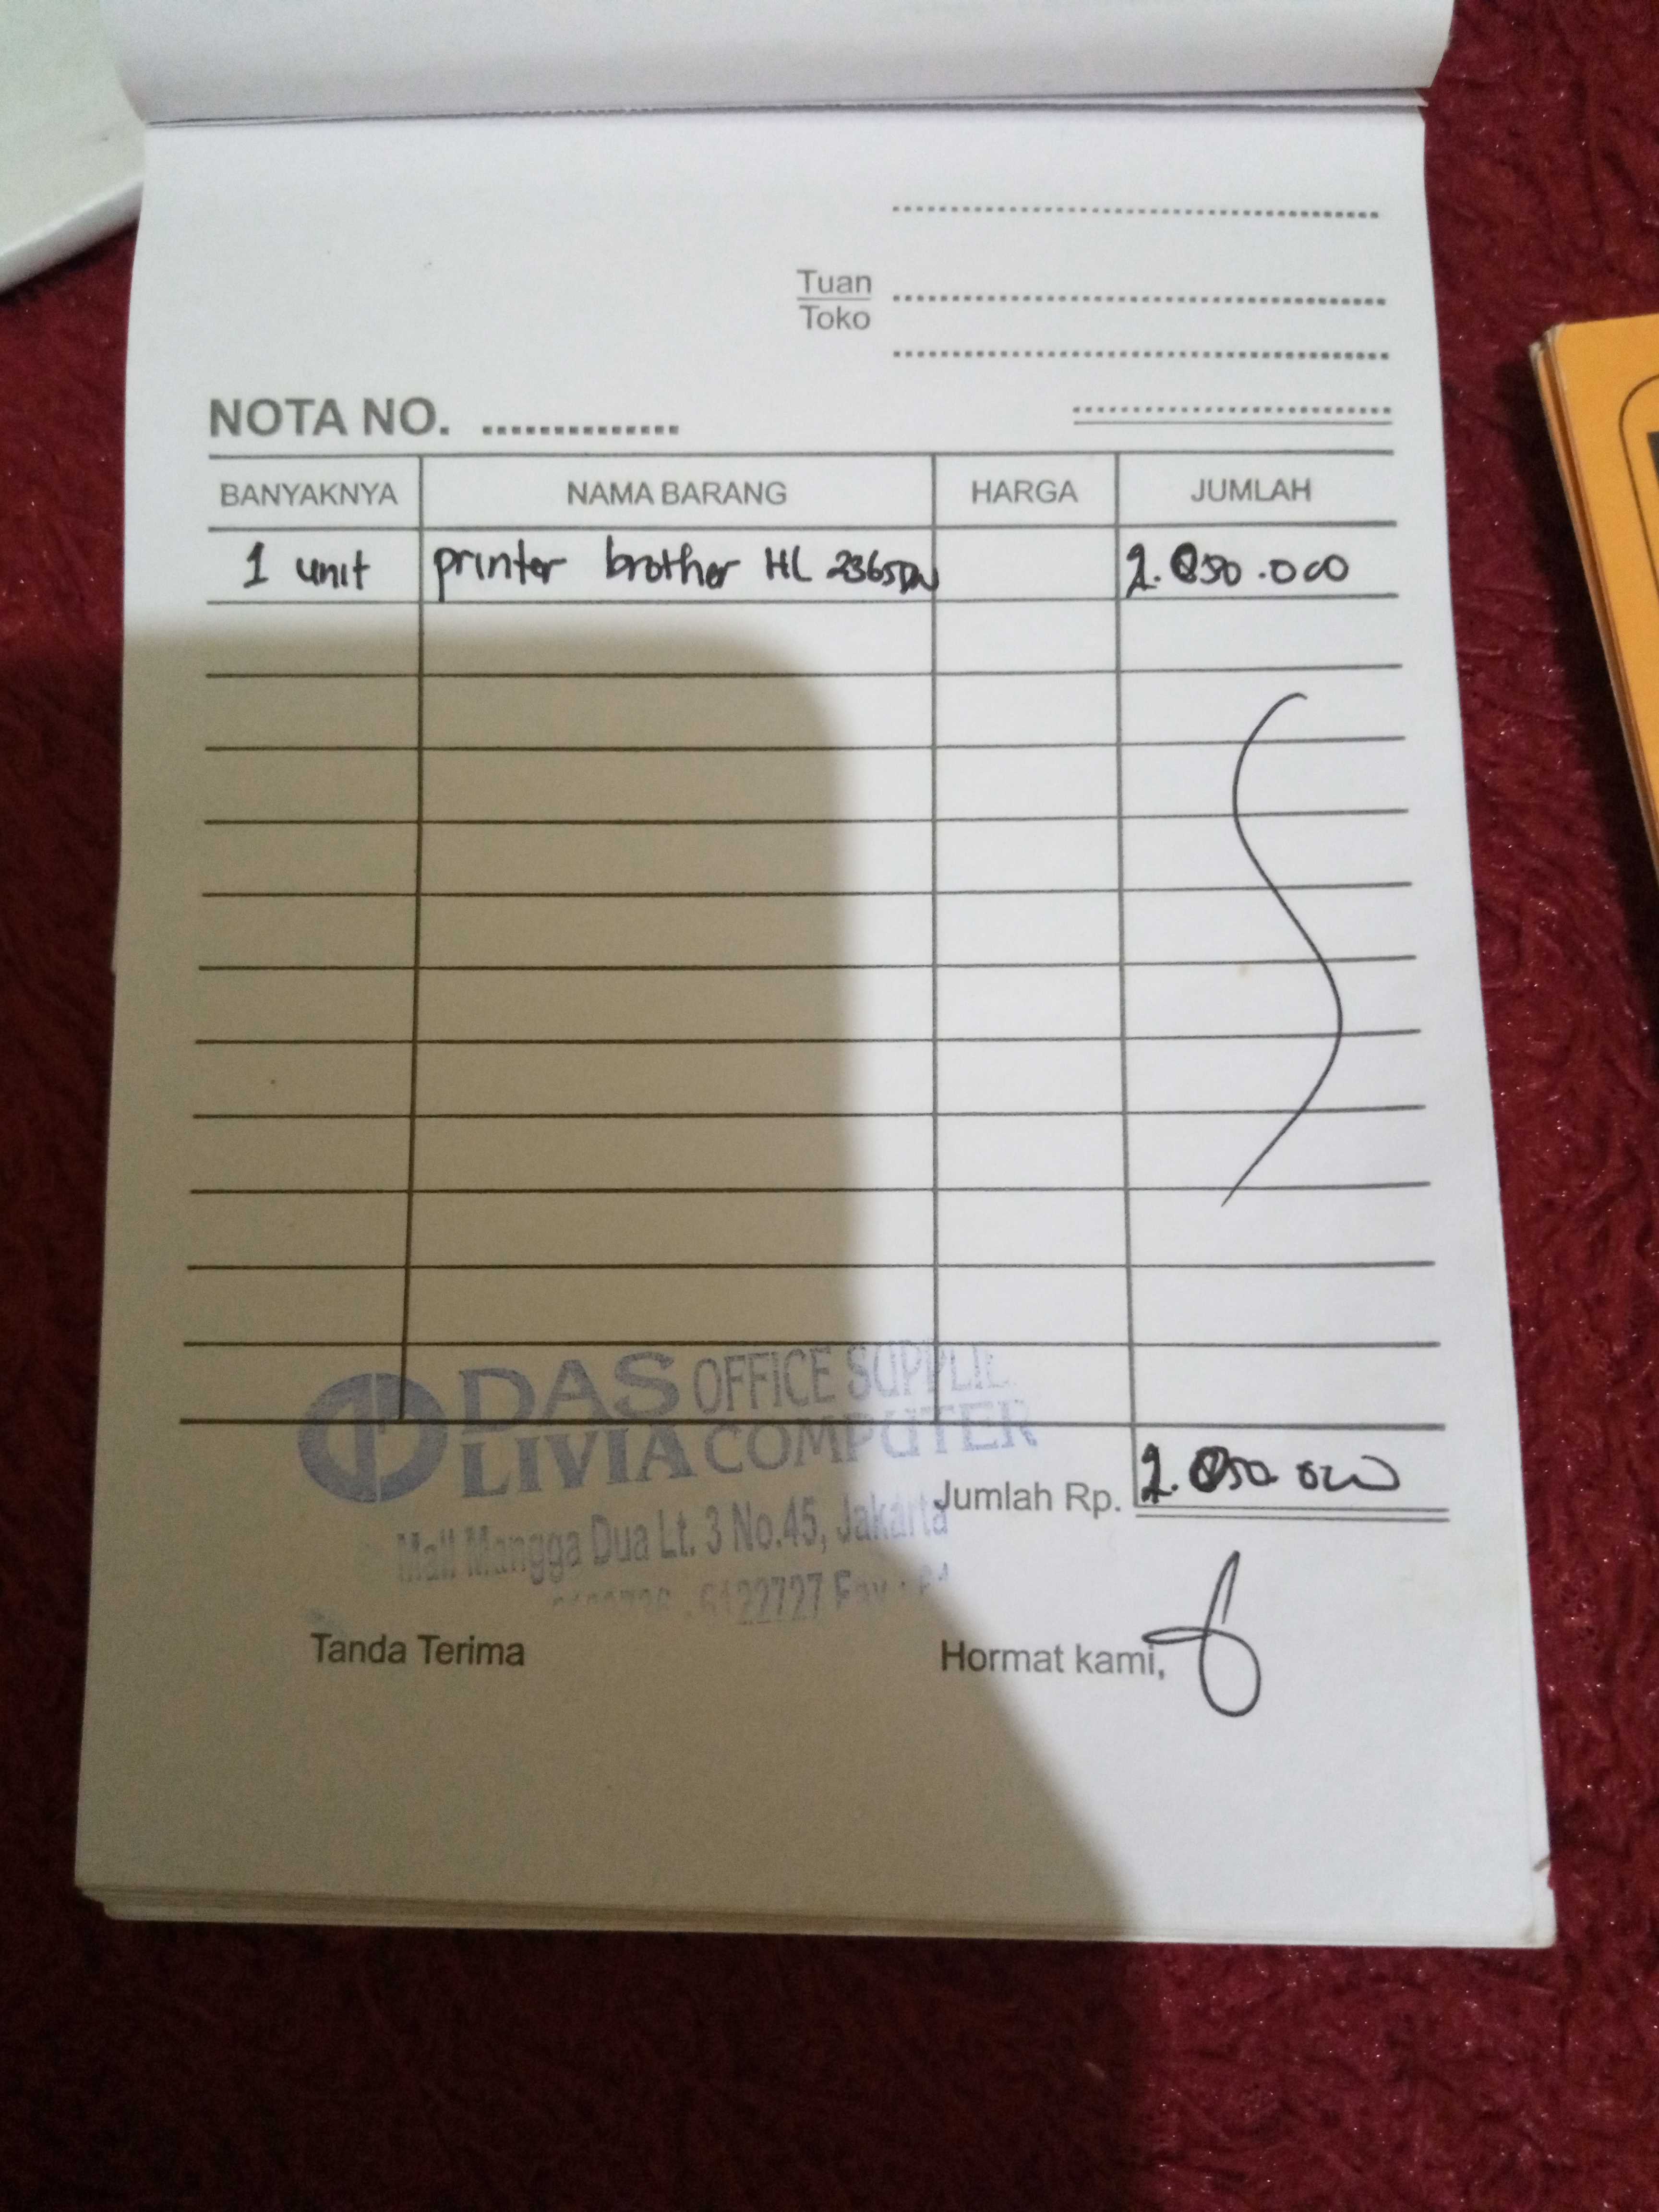 Tuan
Toko
NOTA NO. ..............
BANYAKNYA NAMA BARANG HARGA JUMLAH
1 unit printer brother HL 2365DW 2.050.000
DAS OFFICE SUPPLIE
LIVIA COMPUTER
Jumlah Rp. 2.050.000
Mall Mangga Dua Lt. 3 No.45, Jakarta
6122727 Fax :
Tanda Terima Hormat kami,